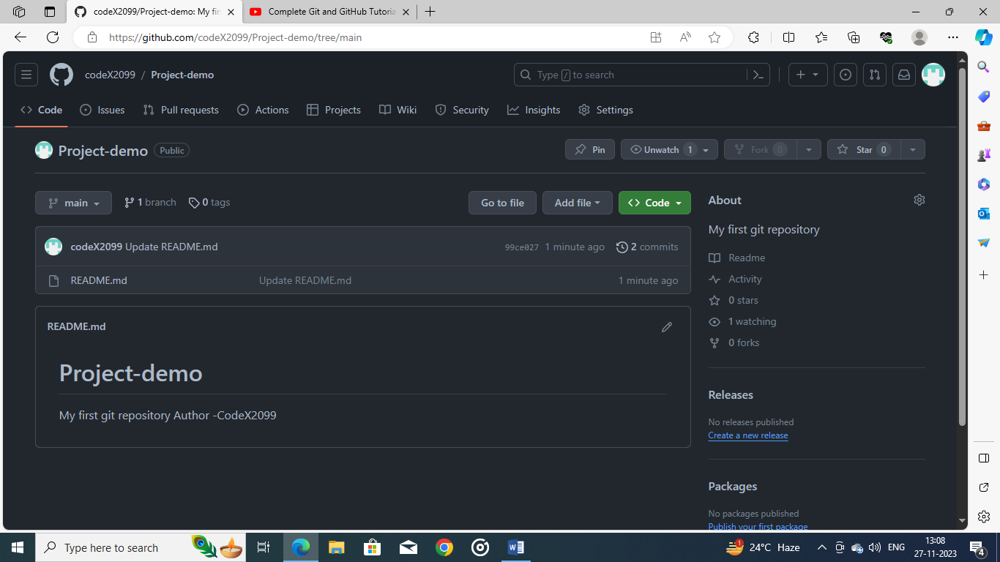 codeX2099/Project-demo: My fir
Complete Git and GitHub Tutoria
https://github.com/codeX2099/Project-demo/tree/main
codeX2099 / Project-demo
Type / to search
Code Issues Pull requests Actions Projects Wiki Security Insights Settings
Project-demo Public
Pin Unwatch 1 Fork 0 Star 0
main 1 branch 0 tags Go to file Add file <> Code
codeX2099 Update README.md 99ce027 1 minute ago 2 commits
README.md Update README.md 1 minute ago
README.md
Project-demo
My first git repository Author -CodeX2099
About
My first git repository
Readme
Activity
0 stars
1 watching
0 forks
Releases
No releases published
Create a new release
Packages
No packages published
Publish your first package
Type here to search
1
24°C Haze
ENG
13:08
27-11-2023
4